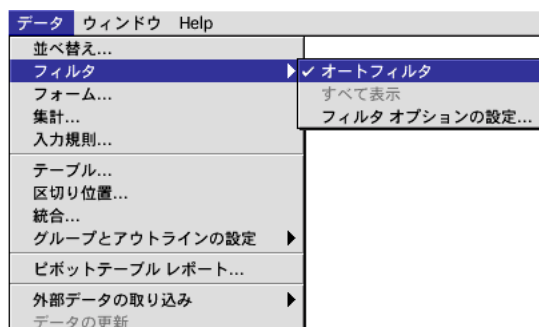 データ ウィンドウ Help
並べ替え...
フィルタ
✓ オートフィルタ
すべて表示
フィルタ オプションの設定...
フォーム...
集計...
入力規則...
テーブル...
区切り位置...
統合...
グループとアウトラインの設定
ピボットテーブル レポート...
外部データの取り込み
データの更新